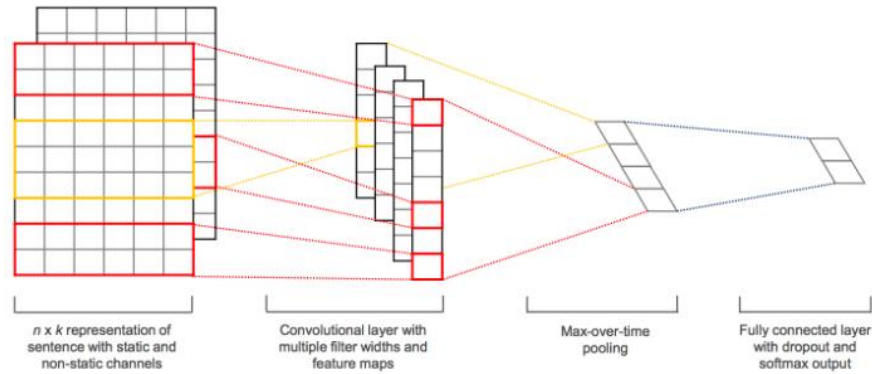 n x k representation of
sentence with static and
non-static channels
Convolutional layer with
multiple filter widths and
feature maps
Max-over-time
pooling
Fully connected layer
with dropout and
softmax output